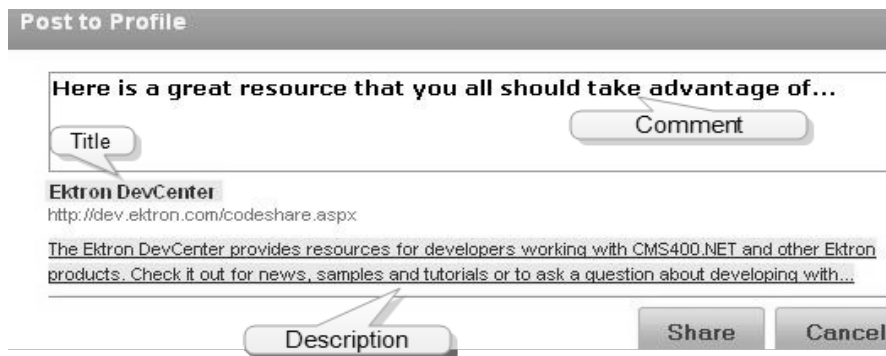 Post to Profile
Here is a great resource that you all should take advantage of...
Comment
Title
Ektron DevCenter
http://dev.ektron.com/codeshare.aspx
The Ektron DevCenter provides resources for developers working with CMS400.NET and other Ektron
products. Check it out for news, samples and tutorials or to ask a question about developing with...
Description
Share
Cancel